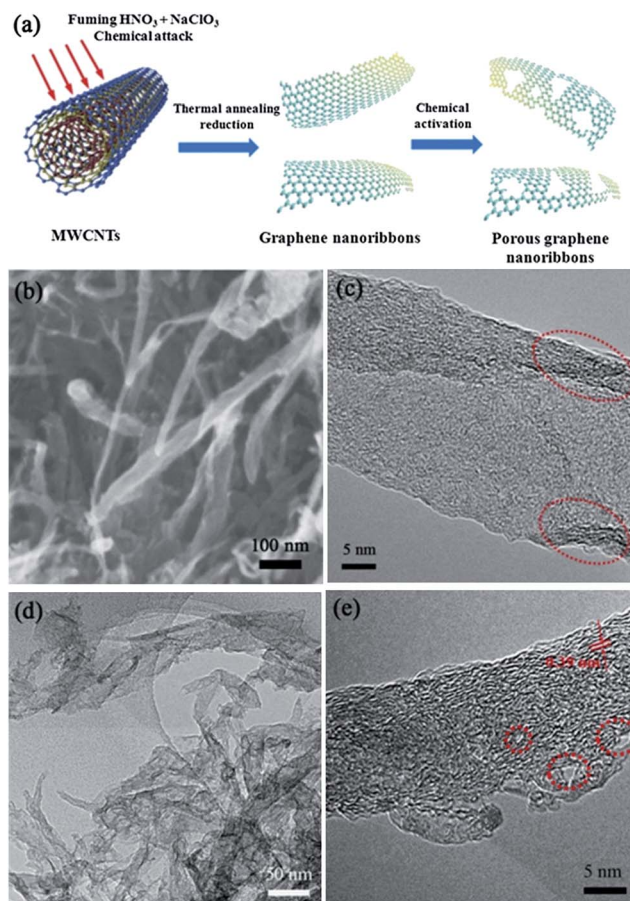 (a)
Fuming HNO₃ + NaClO₃
Chemical attack
Thermal annealing
reduction
Chemical
activation
MWCNTs
Graphene nanoribbons
Porous graphene
nanoribbons
(b)
100 nm
(c)
5 nm
(d)
50 nm
(e)
5 nm